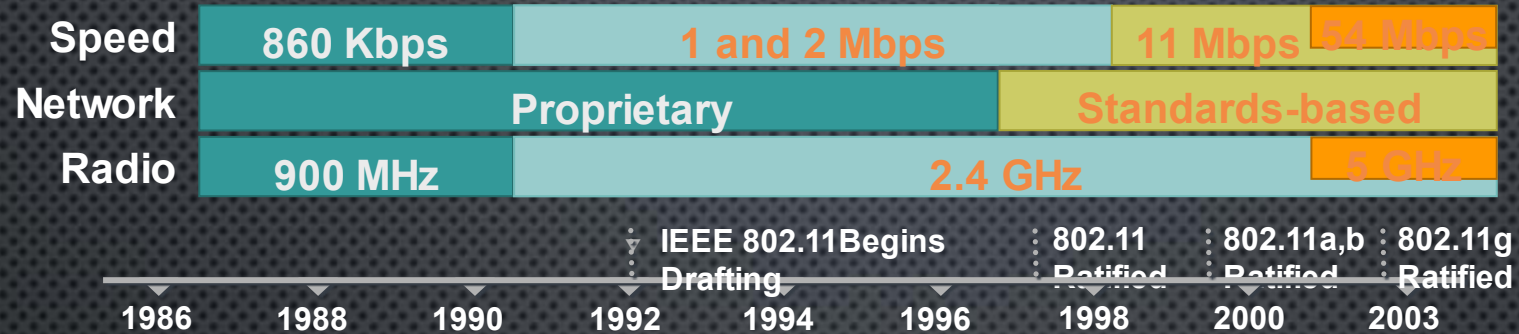 Speed 860 Kbps 1 and 2 Mbps 11 Mbps 54 Mbps
Network Proprietary Standards-based
Radio 900 MHz 2.4 GHz 5 GHz
IEEE 802.11Begins 802.11 802.11a,b 802.11g
Drafting Ratified Ratified Ratified
1986 1988 1990 1992 1994 1996 1998 2000 2003